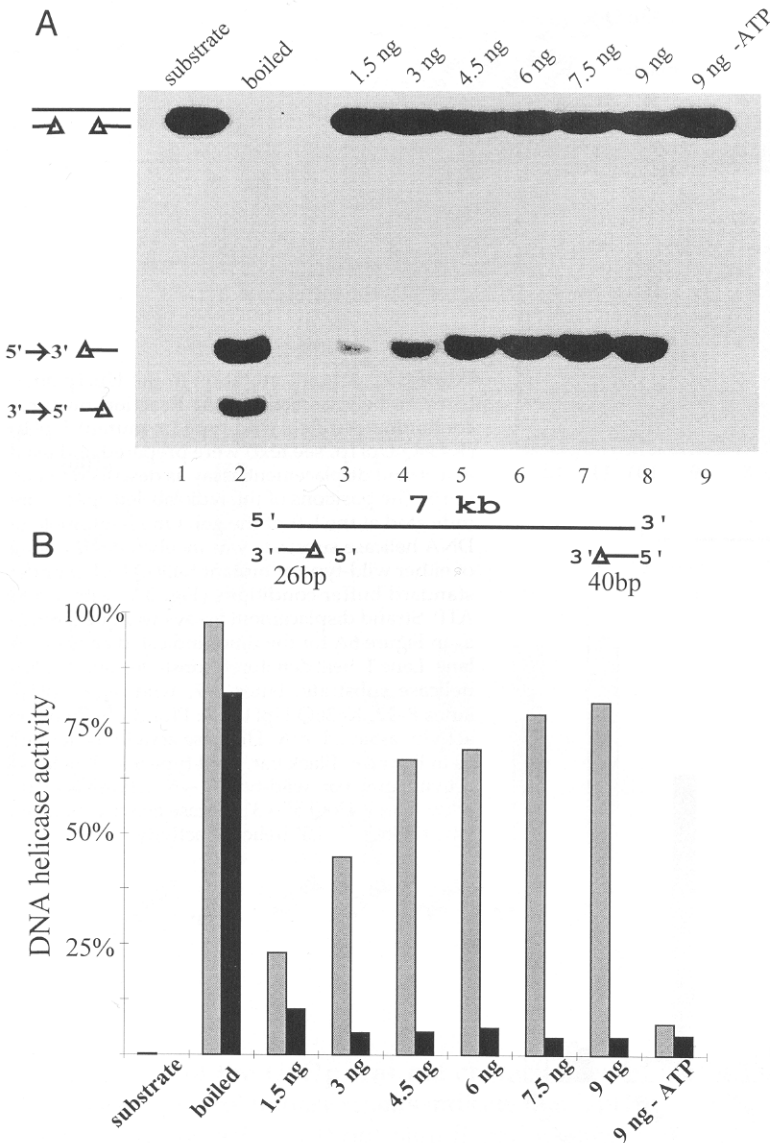 A
substrate boiled 1.5 ng 3 ng 4.5 ng 6 ng 7.5 ng 9 ng 9 ng -ATP
5'→3'
3'→5'
1 2 3 4 5 6 7 8 9
7 kb
5' 3'
B
3' 5' 3' 5'
26bp 40bp
100%
75%
50%
25%
DNA helicase activity
substrate boiled 1.5 ng 3 ng 4.5 ng 6 ng 7.5 ng 9 ng 9 ng - ATP